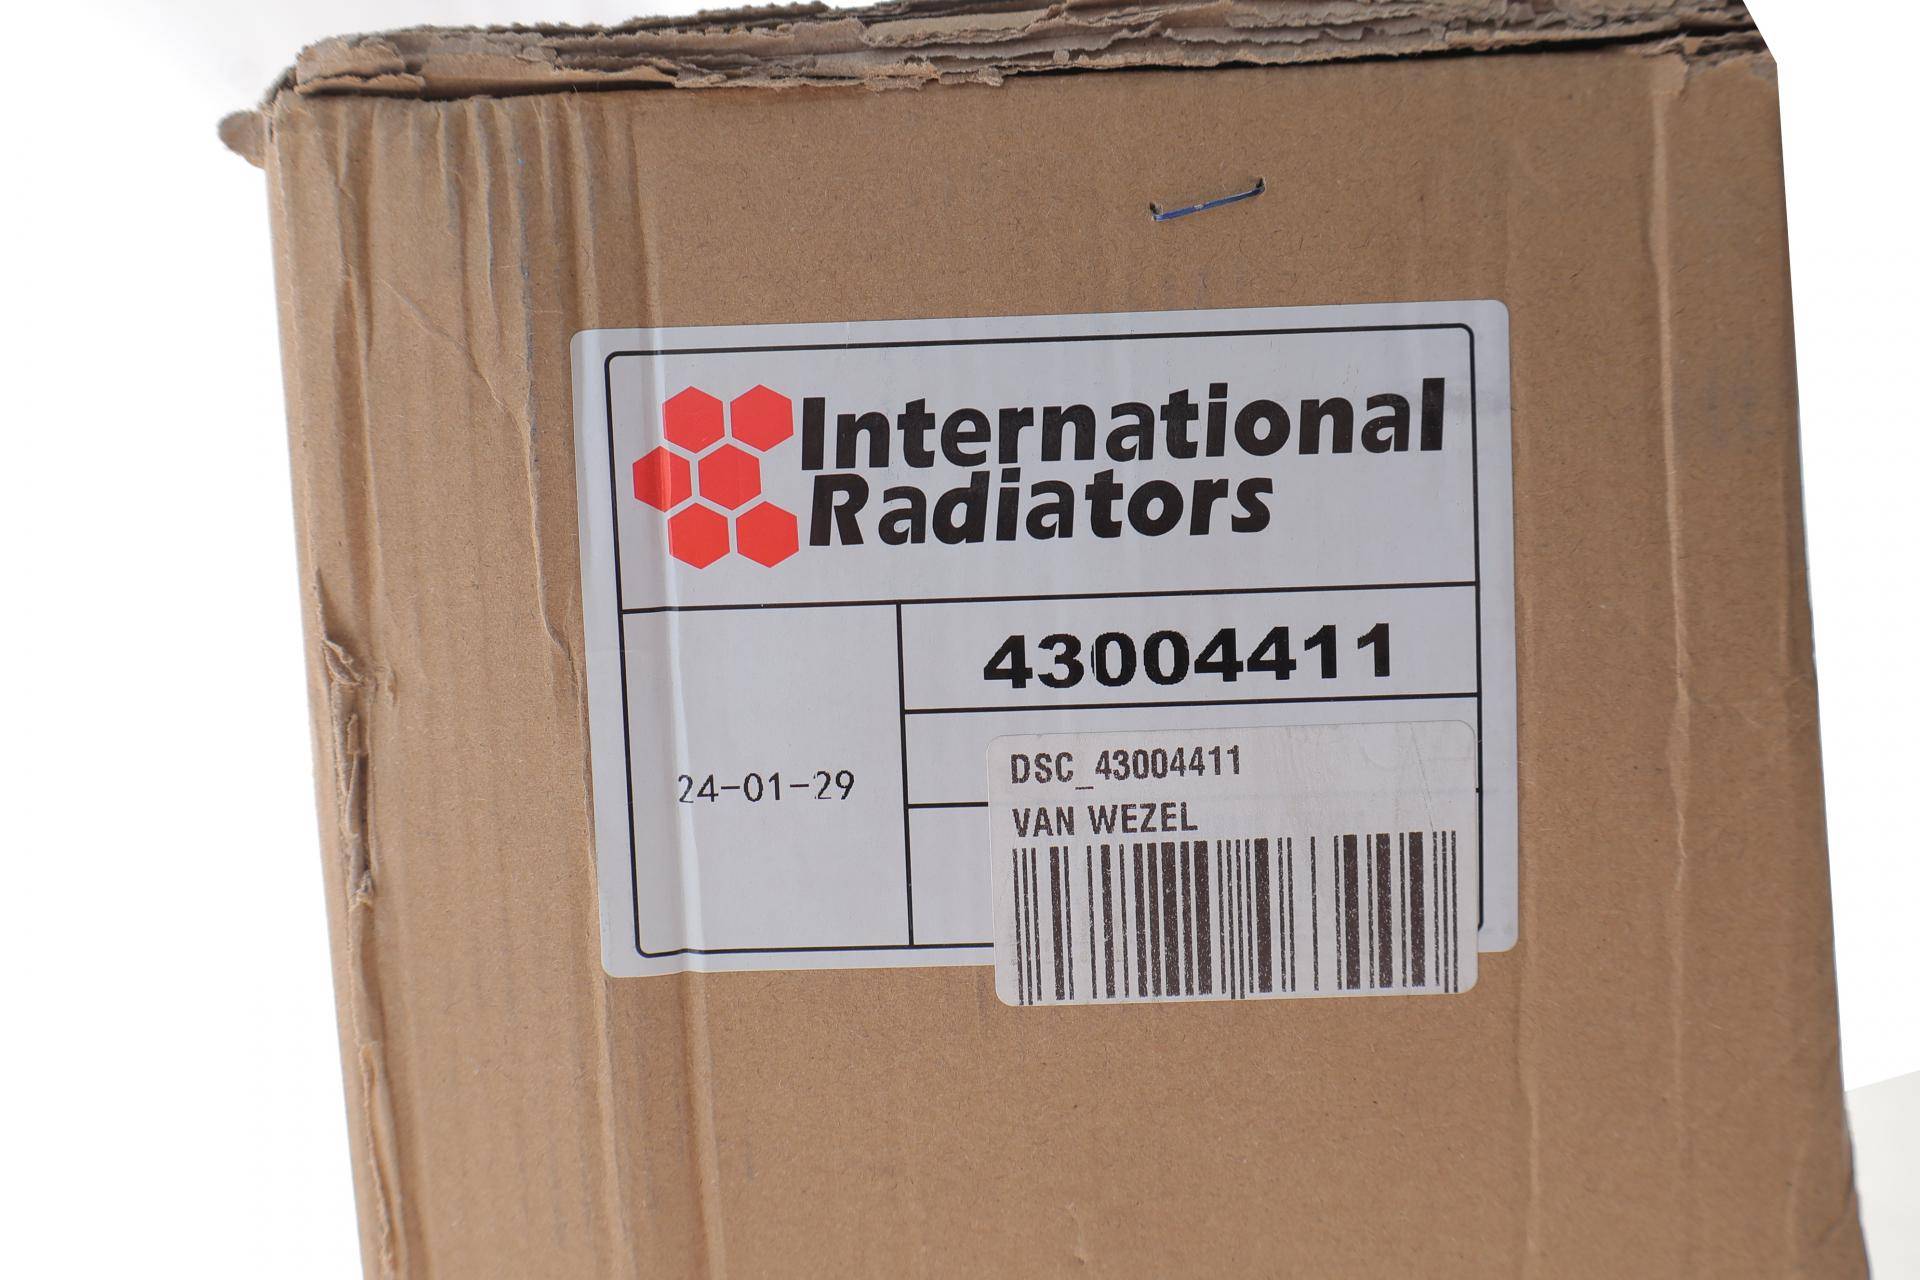 International
Radiators
43004411
24-01-29
DSC_43004411
VAN WEZEL